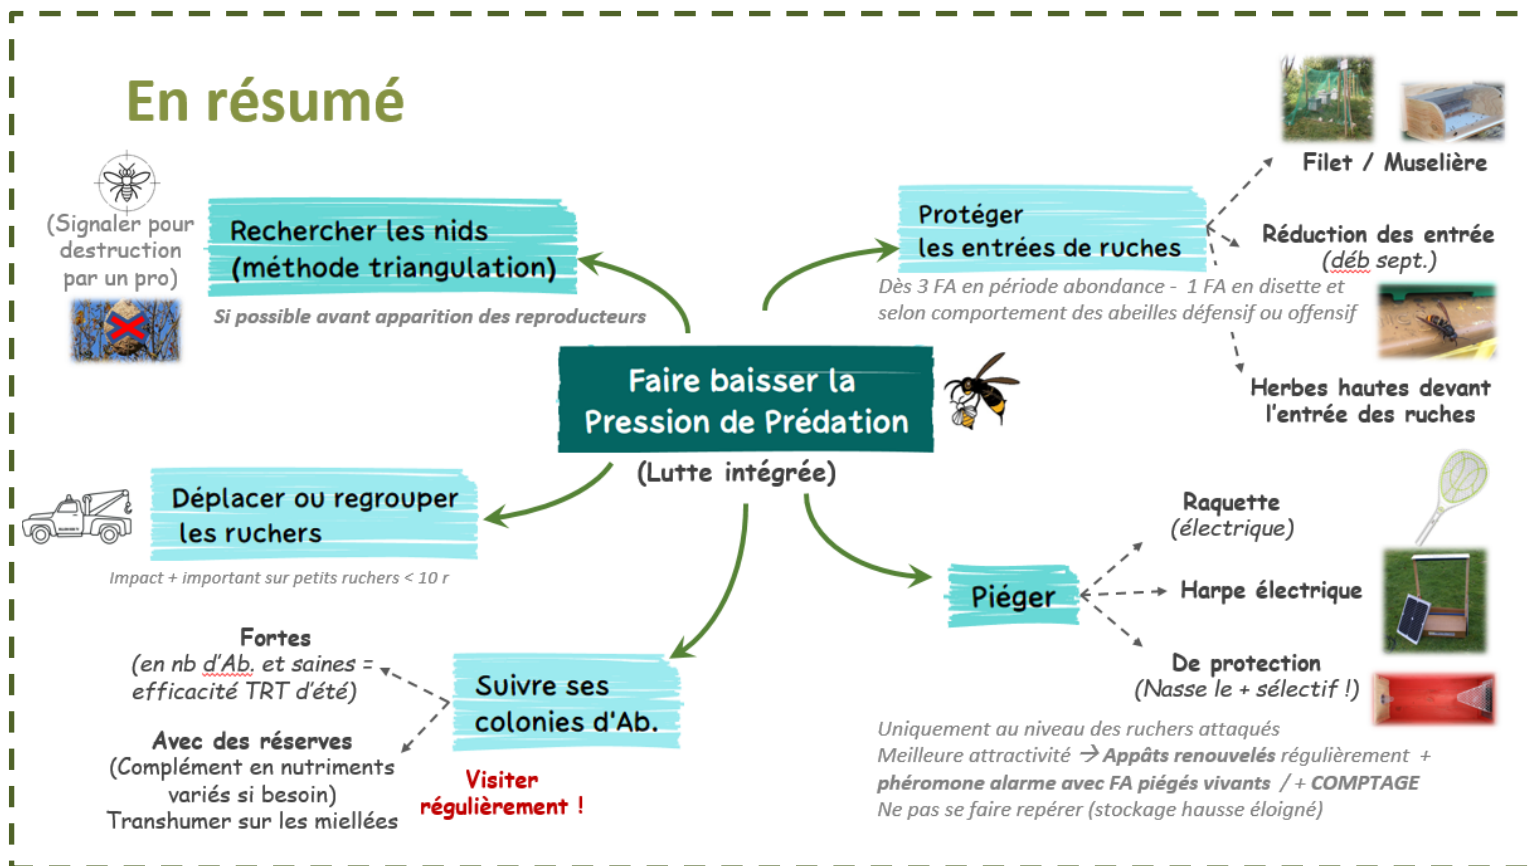 En résumé
(Signaler pour
destruction
par un pro)
Rechercher les nids
(méthode triangulation)
Si possible avant apparition des reproducteurs
Protéger
les entrées de ruches
Dès 3 FA en période abondance - 1 FA en disette et
selon comportement des abeilles défensif ou offensif
Filet / Muselière
Réduction des entrée
(déb sept.)
Herbes hautes devant
l'entrée des ruches
Faire baisser la
Pression de Prédation
(Lutte intégrée)
Déplacer ou regrouper
les ruchers
Impact + important sur petits ruchers < 10 r
Fortes
(en nb d'Ab. et saines =
efficacité TRT d'été)
Avec des réserves
(Complément en nutriments
variés si besoin)
Transhumer sur les miellées
Suivre ses
colonies d'Ab.
Visiter
régulièrement !
Piéger
Raquette
(électrique)
Harpe électrique
De protection
(Nasse le + sélectif !)
Uniquement au niveau des ruchers attaqués
Meilleure attractivité → Appâts renouvelés régulièrement +
phéromone alarme avec FA piégés vivants / + COMPTAGE
Ne pas se faire repérer (stockage hausse éloigné)